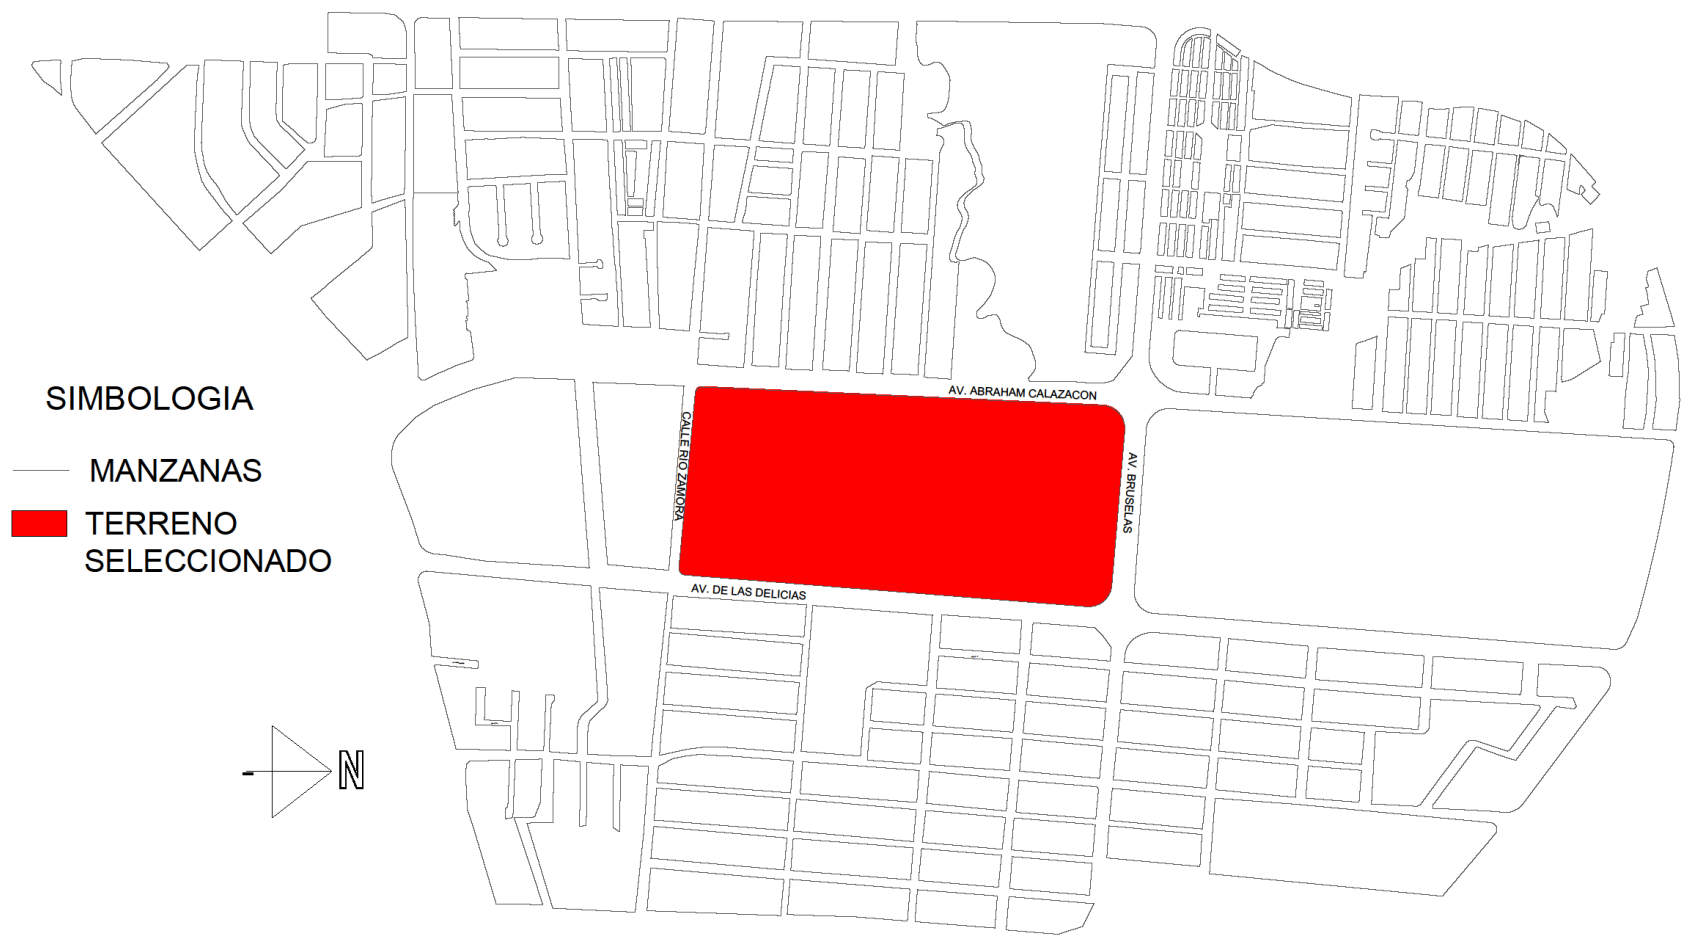 AV. ABRAHAM CALAZACON
SIMBOLOGIA
CALLE RIO ZAMORA
AV. BRUSELAS
MANZANAS
TERRENO
SELECCIONADO
AV. DE LAS DELICIAS
N